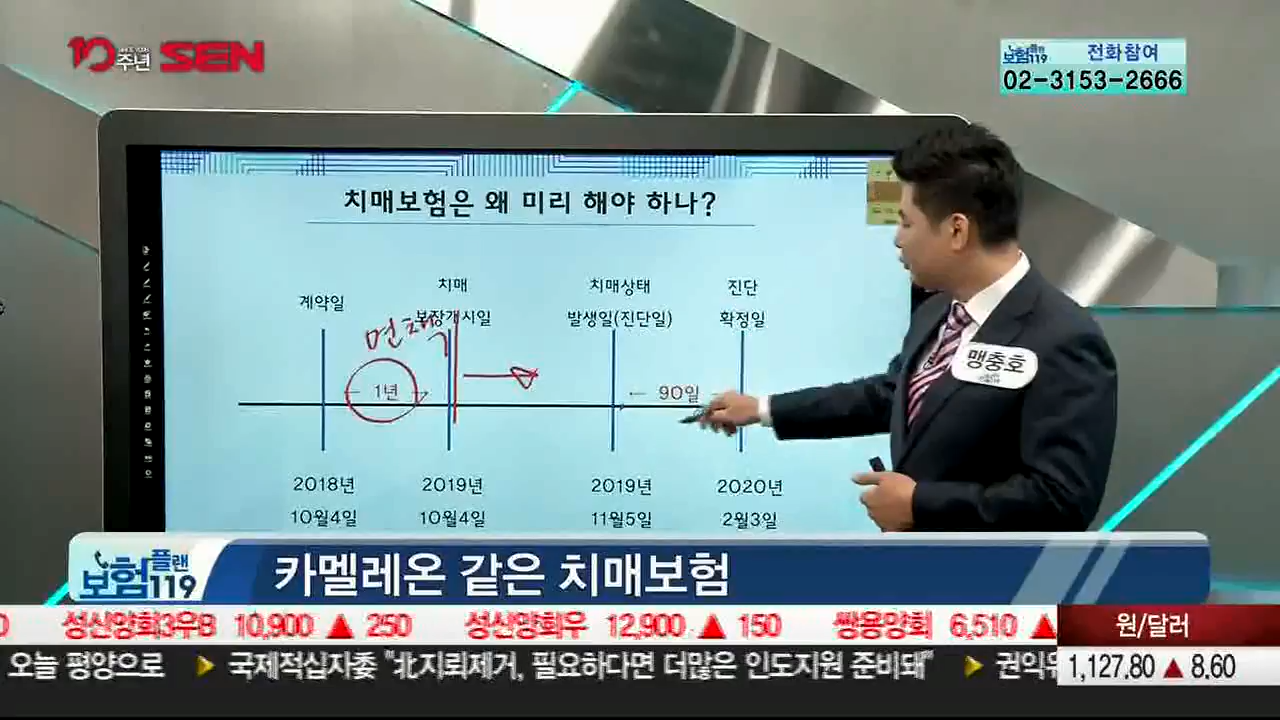 10주년 SEN
보험플랜119 전화참여
02-3153-2666
치매보험은 왜 미리 해야 하나?
계약일
치매
보장개시일
치매상태
발생일(진단일)
진단
확정일
면책
1년
← 90일
맹충호
2018년
10월4일
2019년
10월4일
2019년
11월5일
2020년
2월3일
보험플랜119
카멜레온 같은 치매보험
0 성신양회3우B 10,900 ▲ 250 성신양회우 12,900 ▲ 150 쌍용양회 6,510 ▲
원/달러
오늘 평양으로 ▶ 국제적십자委 "北지뢰제거, 필요하다면 더많은 인도지원 준비돼" ▶ 권익위
1,127.80 ▲ 8.60